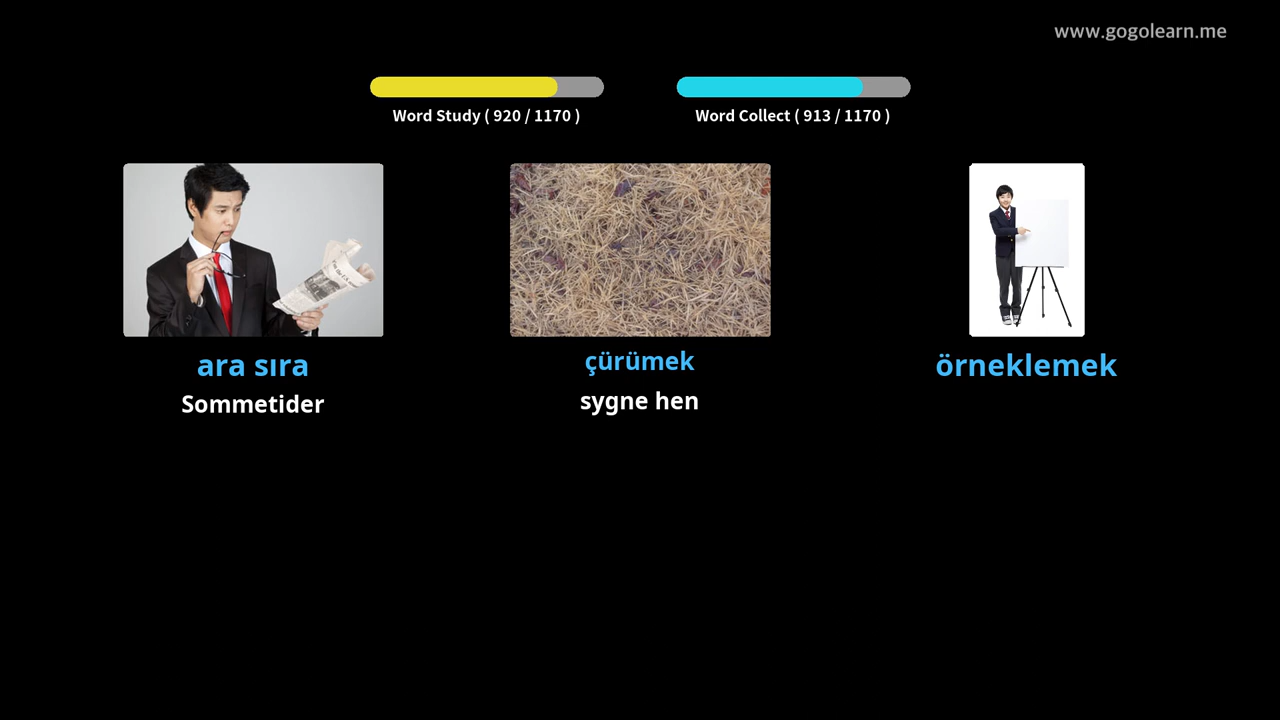 www.gogolearn.me
Word Study ( 920 / 1170 )
Word Collect ( 913 / 1170 )
ara sıra
Sommetider
çürümek
sygne hen
örneklemek